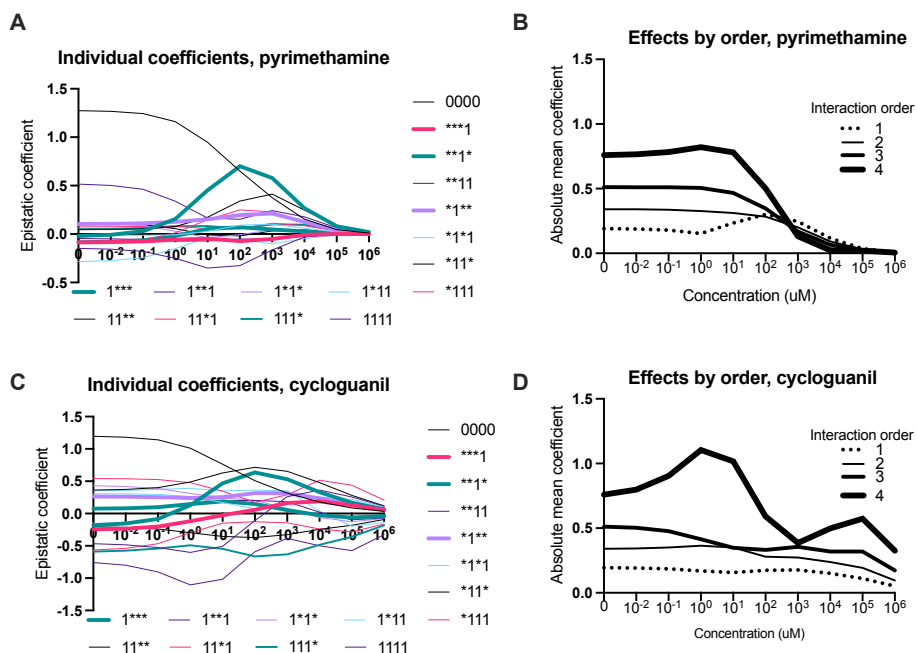 A
Individual coefficients, pyrimethamine
Epistatic coefficient
1.5
1.0
0.5
0.0
-0.5
1.0
0 10-2 10-1 100 101 102 103 104 105 106
0000
***1
**1*
**11
*1**
*1*1
*11*
*111
1*** 1**1 1*1* 1*11
11** 11*1 111* 1111
B
Effects by order, pyrimethamine
Absolute mean coefficient
1.5
1.0
0.5
0.0
0 10-2 10-1 100 101 102 103 104 105 106
Concentration (uM)
Interaction order
1
2
3
4
C
Individual coefficients, cycloguanil
Epistatic coefficient
1.5
1.0
0.5
0.0
-0.5
-1.0
-1.5
0 10-2 10-1 100 101 102 103 104 105 106
0000
***1
**1*
**11
*1**
*1*1
*11*
*111
1*** 1**1 1*1* 1*11
11** 11*1 111* 1111
D
Effects by order, cycloguanil
Absolute mean coefficient
1.5
1.0
0.5
0.0
0 10-2 10-1 100 101 102 103 104 105 106
Concentration (uM)
Interaction order
1
2
3
4